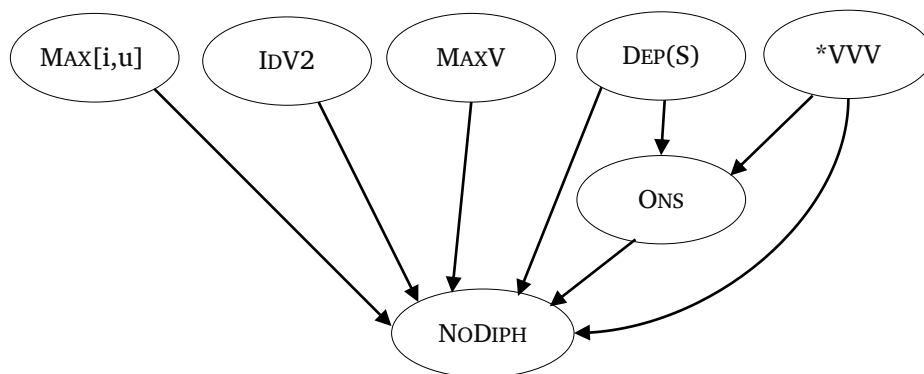 MAX[i,u]
IDV2
MAXV
DEP(S)
*VVV
ONS
NODIPH